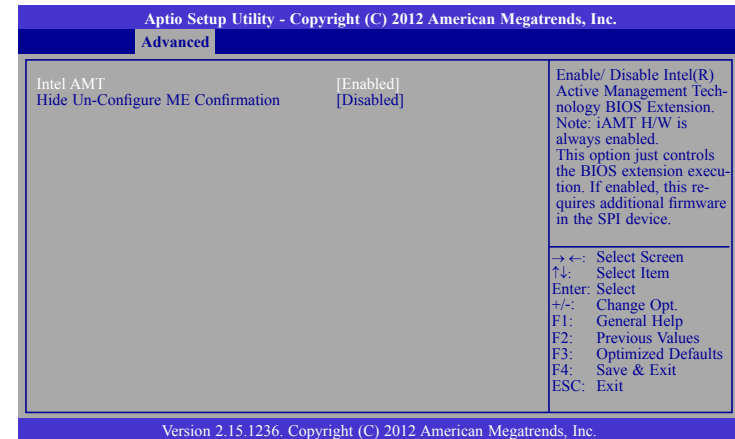 Aptio Setup Utility - Copyright (C) 2012 American Megatrends, Inc.
Advanced
Intel AMT [Enabled]
Hide Un-Configure ME Confirmation [Disabled]
Enable/ Disable Intel(R)
Active Management Tech-
nology BIOS Extension.
Note: iAMT H/W is
always enabled.
This option just controls
the BIOS extension execu-
tion. If enabled, this re-
quires additional firmware
in the SPI device.
→←: Select Screen
↑↓: Select Item
Enter: Select
+/-: Change Opt.
F1: General Help
F2: Previous Values
F3: Optimized Defaults
F4: Save & Exit
ESC: Exit
Version 2.15.1236. Copyright (C) 2012 American Megatrends, Inc.